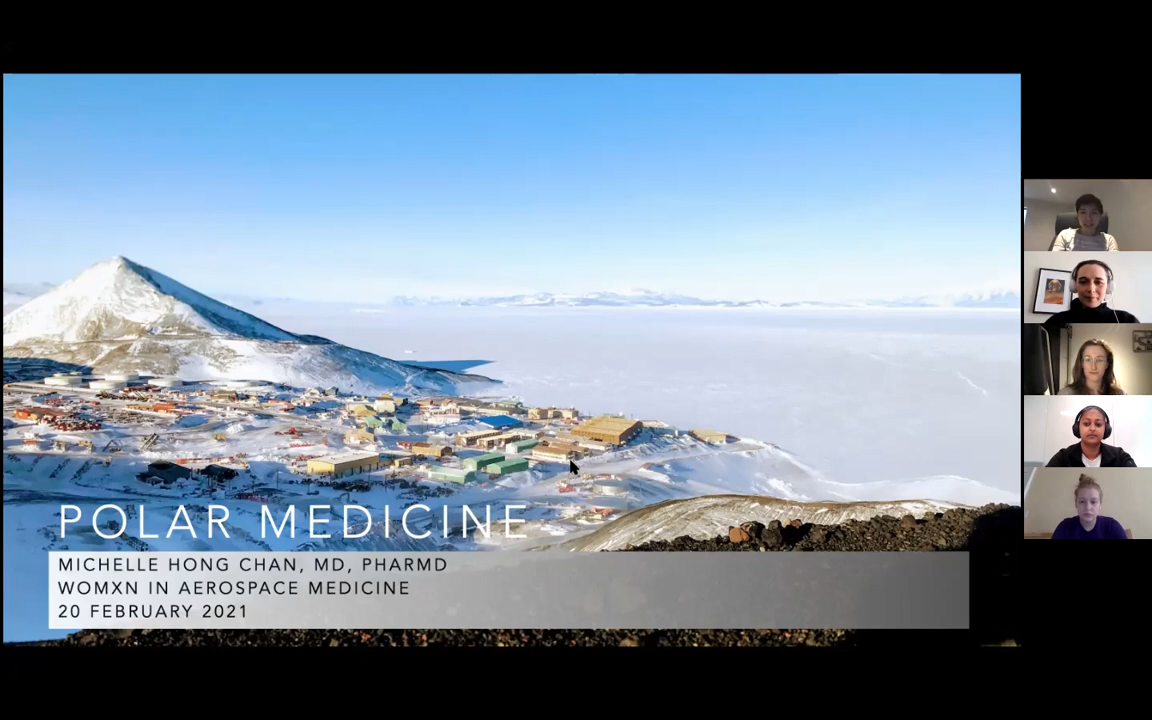 POLAR MEDICINE
MICHELLE HONG CHAN, MD, PHARMD
WOMXN IN AEROSPACE MEDICINE
20 FEBRUARY 2021